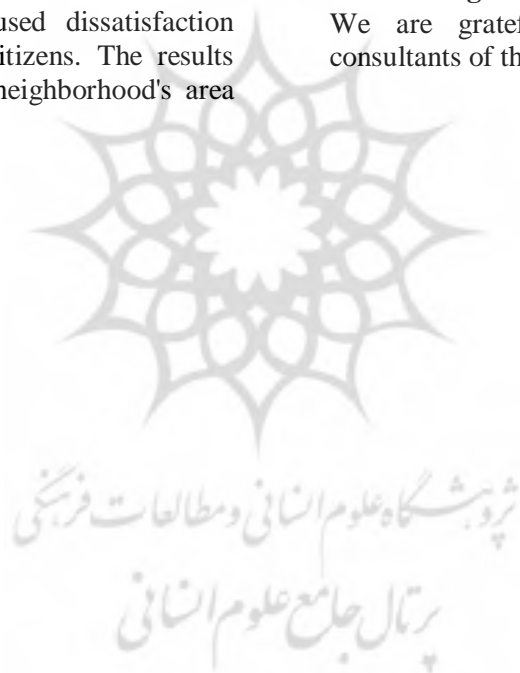 used dissatisfaction
itizens. The results
neighborhood's area
We are gratef
consultants of th
پژوهشگاه علوم انسانی و مطالعات فرهنگی
پرتال جامع علوم انسانی